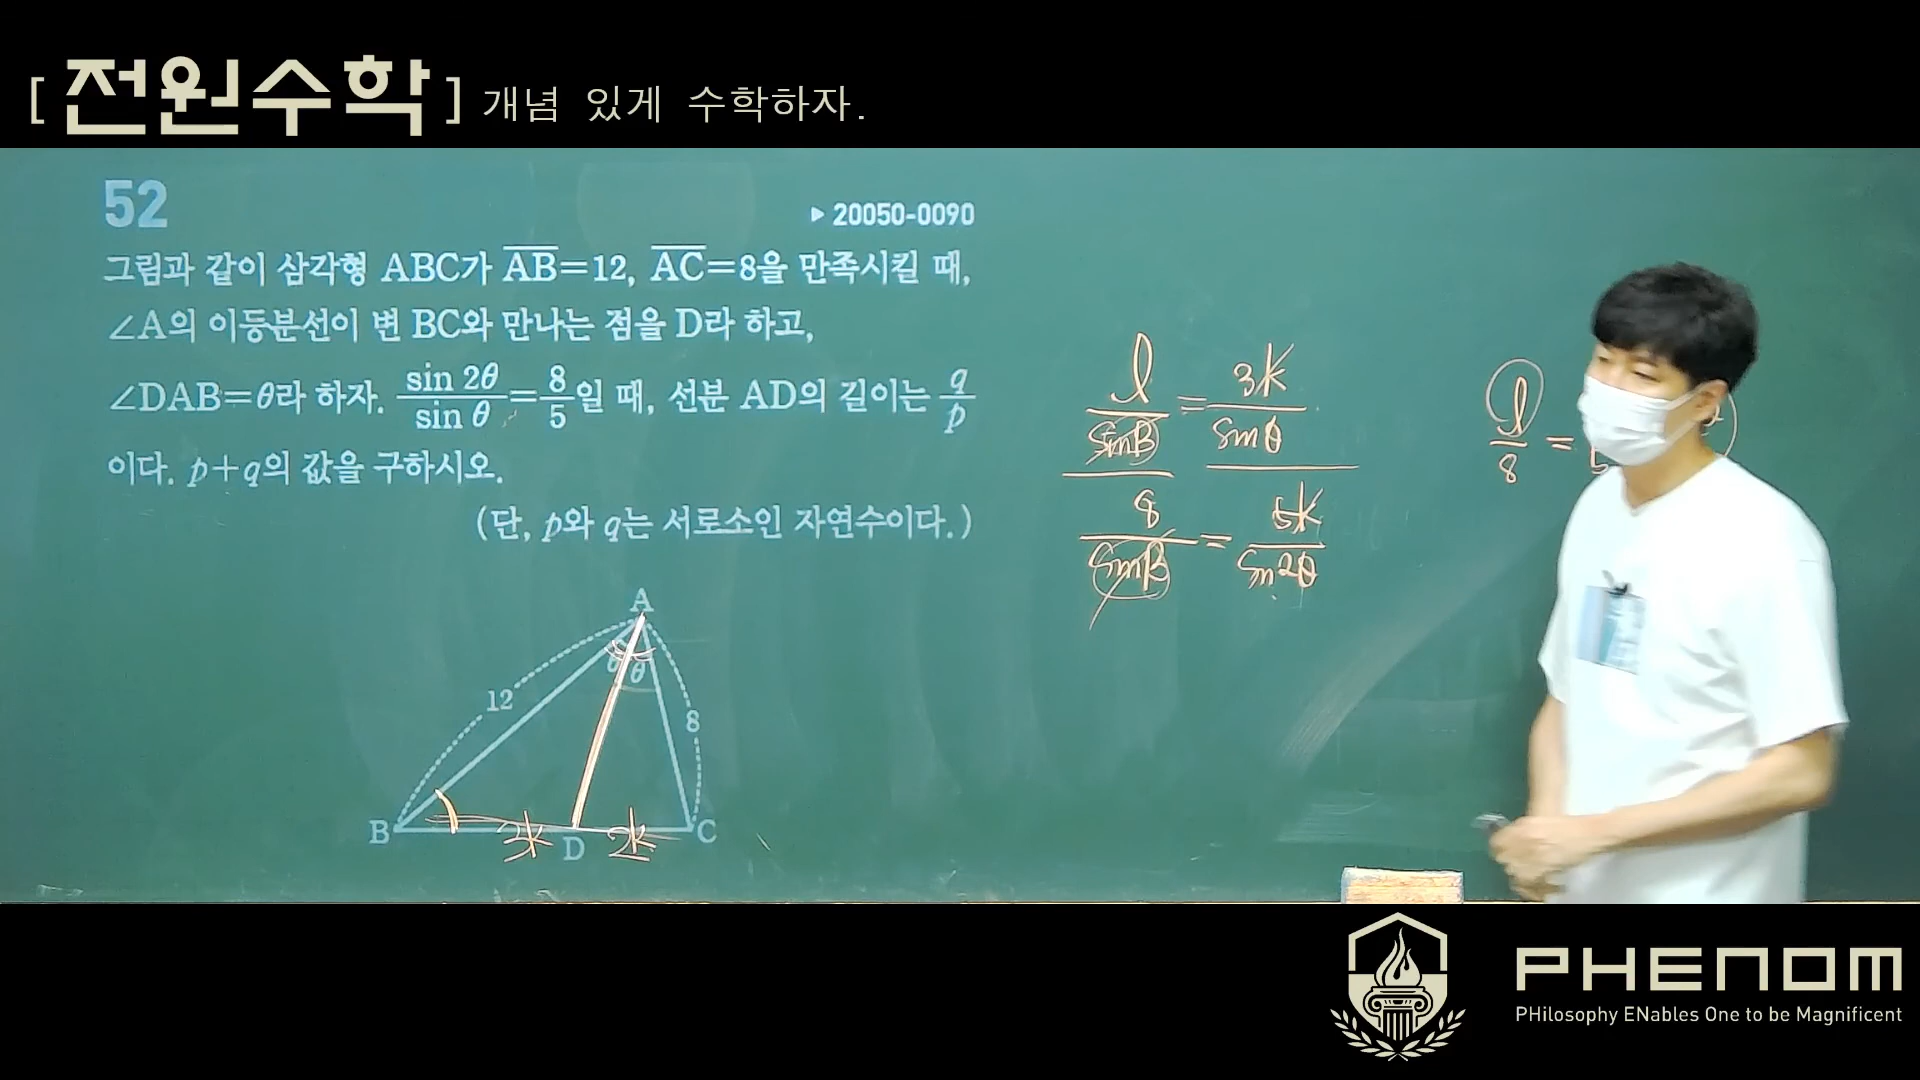 [전원수학] 개념 있게 수학하자.
52
▶ 20050-0090
그림과 같이 삼각형 ABC가 AB=12, AC=8을 만족시킬 때,
∠A의 이등분선이 변 BC와 만나는 점을 D라 하고,
∠DAB=θ라 하자. sin 2θ/sin θ=8/5일 때, 선분 AD의 길이는 q/p
이다. p+q의 값을 구하시오.
(단, p와 q는 서로소인 자연수이다.)
l/sinB = 3k/sinθ
8/sinB = 5k/sin2θ
l/8 =
A
θ θ
12
8
B 3k D 2k C
PHENOM
PHilosophy ENables One to be Magnificent